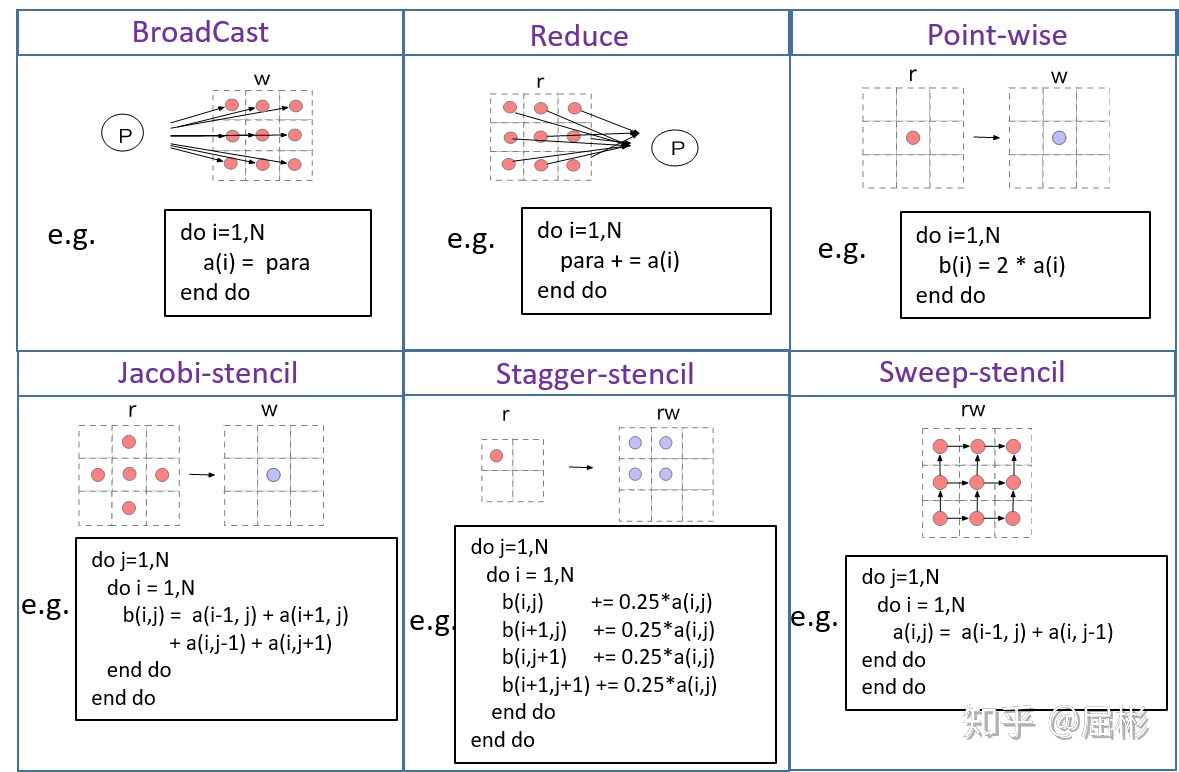 BroadCast
w
P
e.g.
do i=1,N
a(i) = para
end do
Reduce
r
P
e.g.
do i=1,N
para + = a(i)
end do
Point-wise
r
w
e.g.
do i=1,N
b(i) = 2 * a(i)
end do
Jacobi-stencil
r
w
e.g.
do j=1,N
do i = 1,N
b(i,j) = a(i-1, j) + a(i+1, j)
+ a(i,j-1) + a(i,j+1)
end do
end do
Stagger-stencil
r
rw
e.g.
do j=1,N
do i = 1,N
b(i,j) += 0.25*a(i,j)
b(i+1,j) += 0.25*a(i,j)
b(i,j+1) += 0.25*a(i,j)
b(i+1,j+1) += 0.25*a(i,j)
end do
end do
Sweep-stencil
rw
e.g.
do j=1,N
do i = 1,N
a(i,j) = a(i-1, j) + a(i, j-1)
end do
end do
知乎 @屈彬